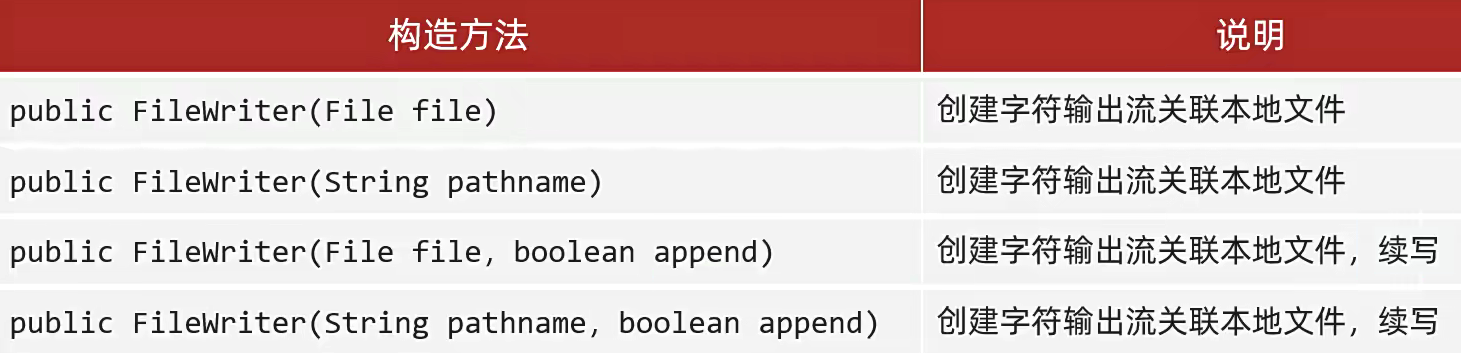 构造方法 说明
public FileWriter(File file) 创建字符输出流关联本地文件
public FileWriter(String pathname) 创建字符输出流关联本地文件
public FileWriter(File file, boolean append) 创建字符输出流关联本地文件，续写
public FileWriter(String pathname, boolean append) 创建字符输出流关联本地文件，续写